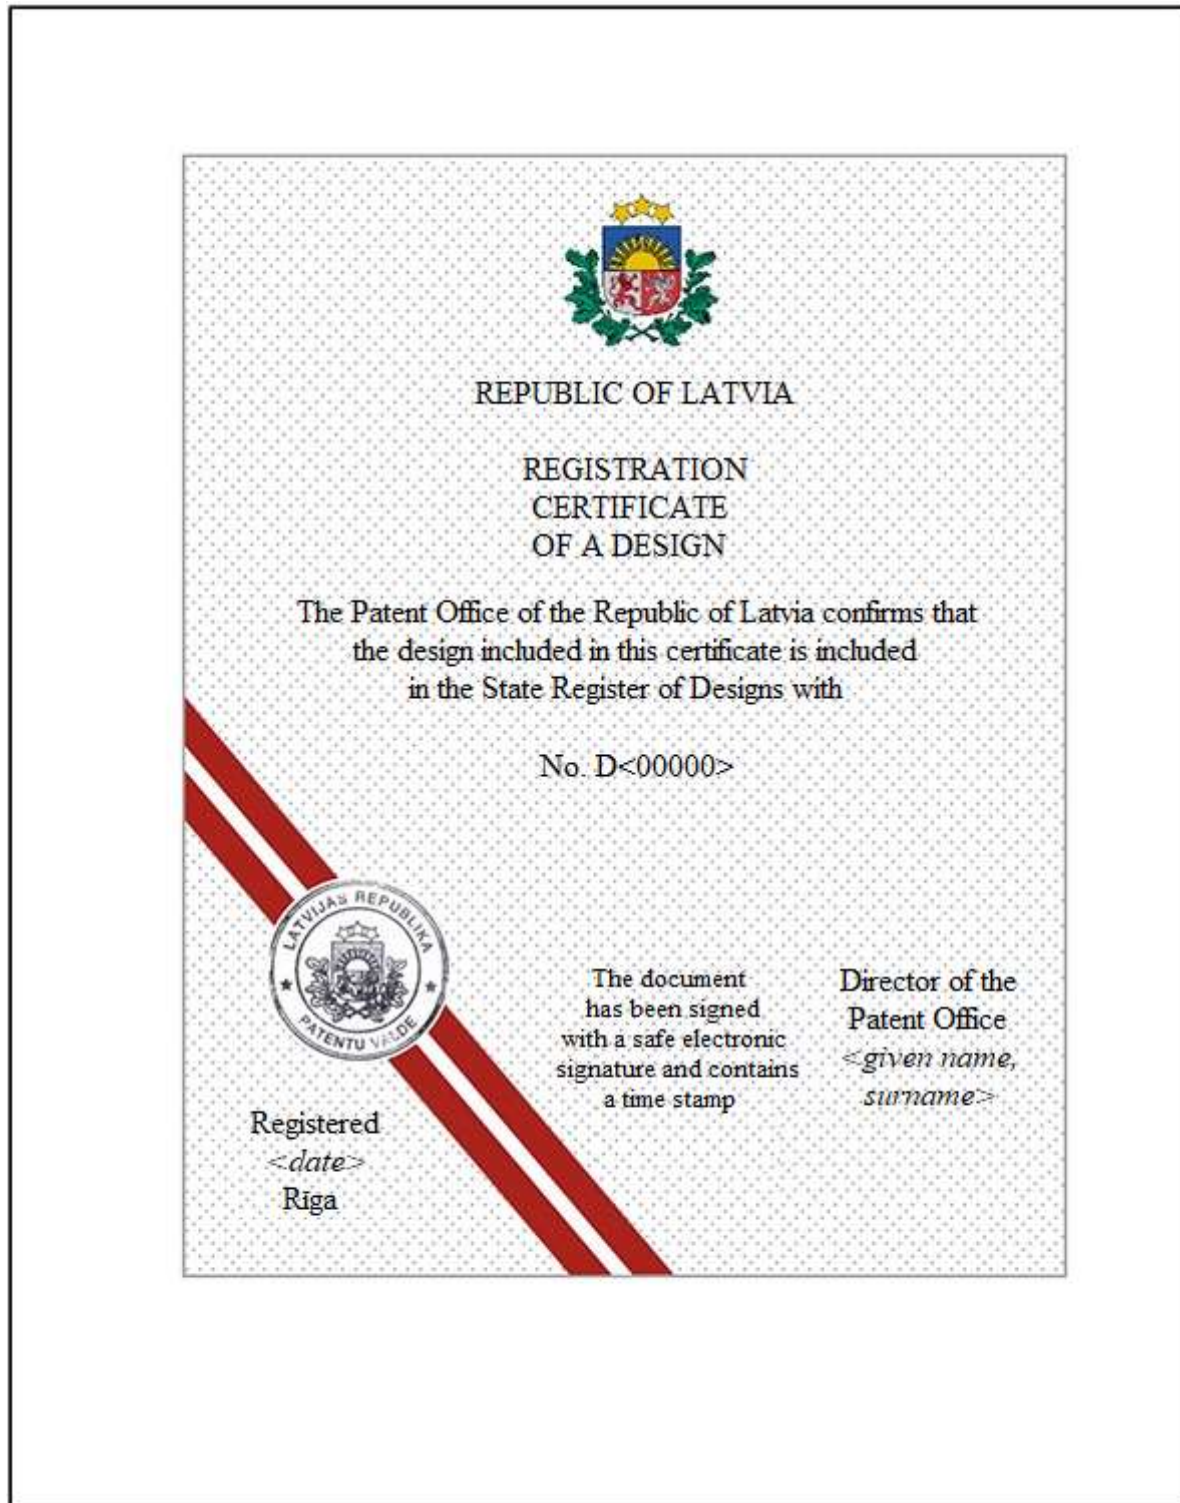 REPUBLIC OF LATVIA
REGISTRATION
CERTIFICATE
OF A DESIGN
The Patent Office of the Republic of Latvia confirms that
the design included in this certificate is included
in the State Register of Designs with
No. D<00000>
LATVIJAS REPUBLIKA
PATENTU VALDE
The document
has been signed
with a safe electronic
signature and contains
a time stamp
Director of the
Patent Office
<given name,
surname>
Registered
<date>
Rīga